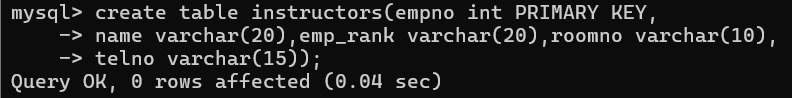 mysql> create table instructors(empno int PRIMARY KEY,
    -> name varchar(20),emp_rank varchar(20),roomno varchar(10),
    -> telno varchar(15));
Query OK, 0 rows affected (0.04 sec)